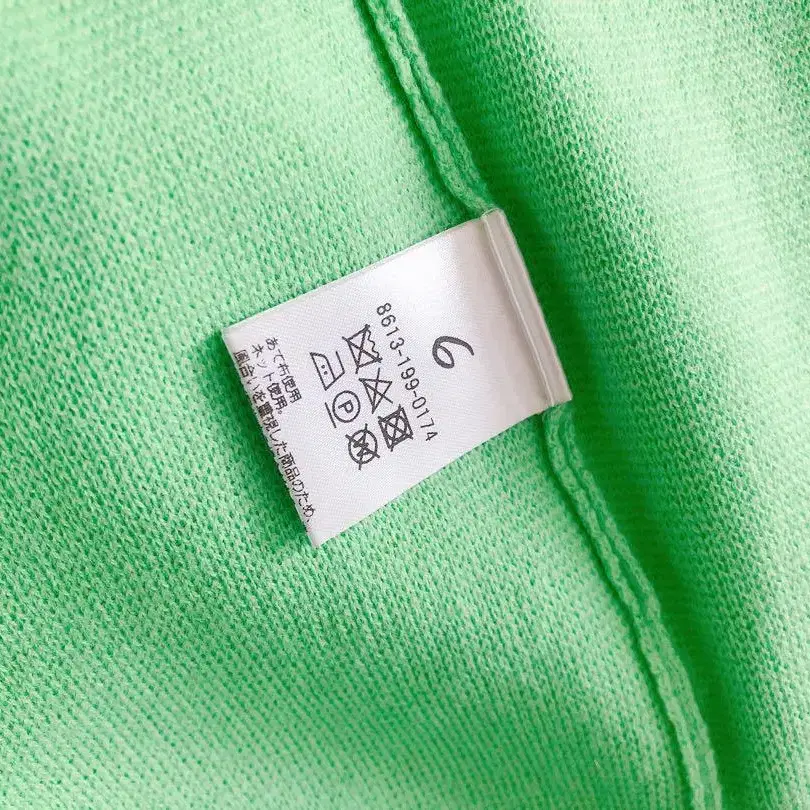 6
8613-199-0174
P
W
あて布使用
ネット使用。
風合いを重視した商品のため、